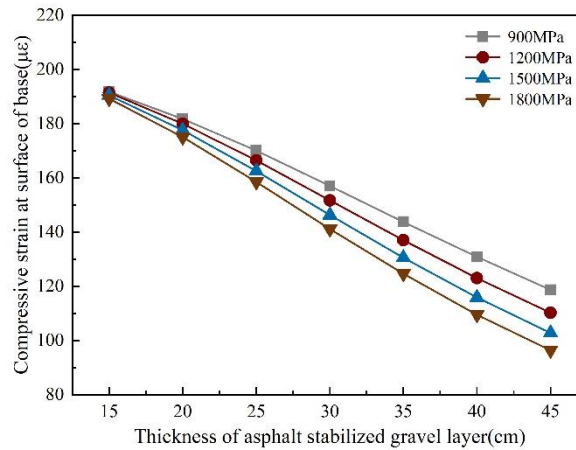 220
200
180
160
140
120
100
80
Compressive strain at surface of base(με)
900MPa
1200MPa
1500MPa
1800MPa
15 20 25 30 35 40 45
Thickness of asphalt stabilized gravel layer(cm)